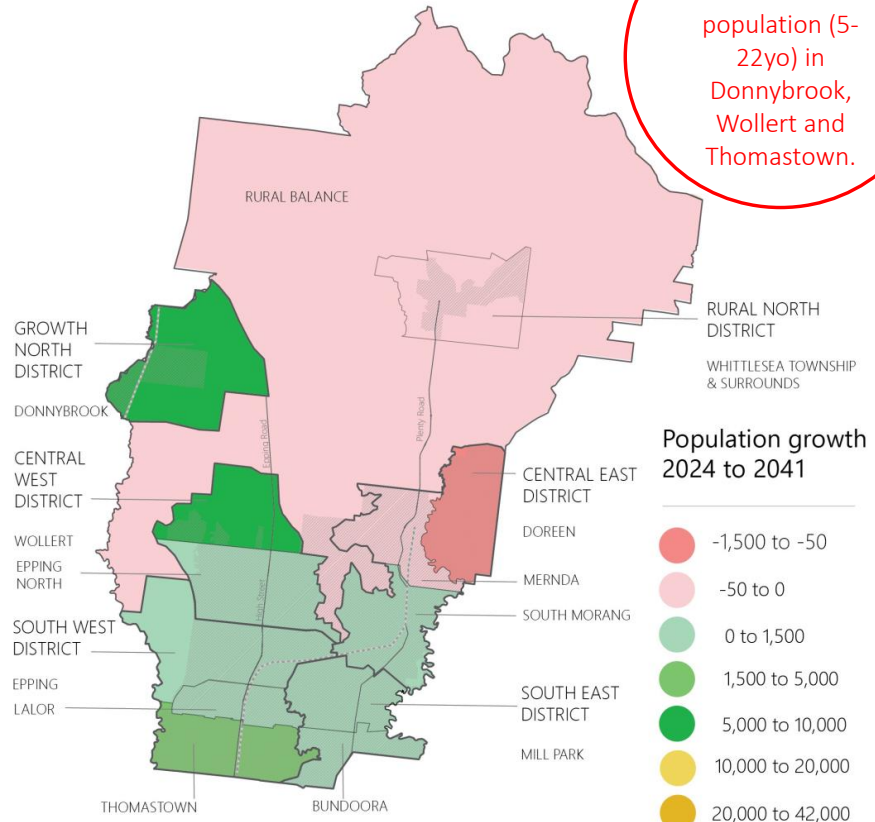 population (5-
22yo) in
Donnybrook,
Wollert and
Thomastown.
RURAL BALANCE
GROWTH
NORTH
DISTRICT
DONNYBROOK
RURAL NORTH
DISTRICT
WHITTLESEA TOWNSHIP
& SURROUNDS
Epping Road
Plenty Road
High Street
CENTRAL
WEST
DISTRICT
WOLLERT
EPPING
NORTH
CENTRAL EAST
DISTRICT
DOREEN
MERNDA
SOUTH MORANG
SOUTH WEST
DISTRICT
EPPING
LALOR
SOUTH EAST
DISTRICT
MILL PARK
THOMASTOWN
BUNDOORA
Population growth
2024 to 2041
-1,500 to -50
-50 to 0
0 to 1,500
1,500 to 5,000
5,000 to 10,000
10,000 to 20,000
20,000 to 42,000